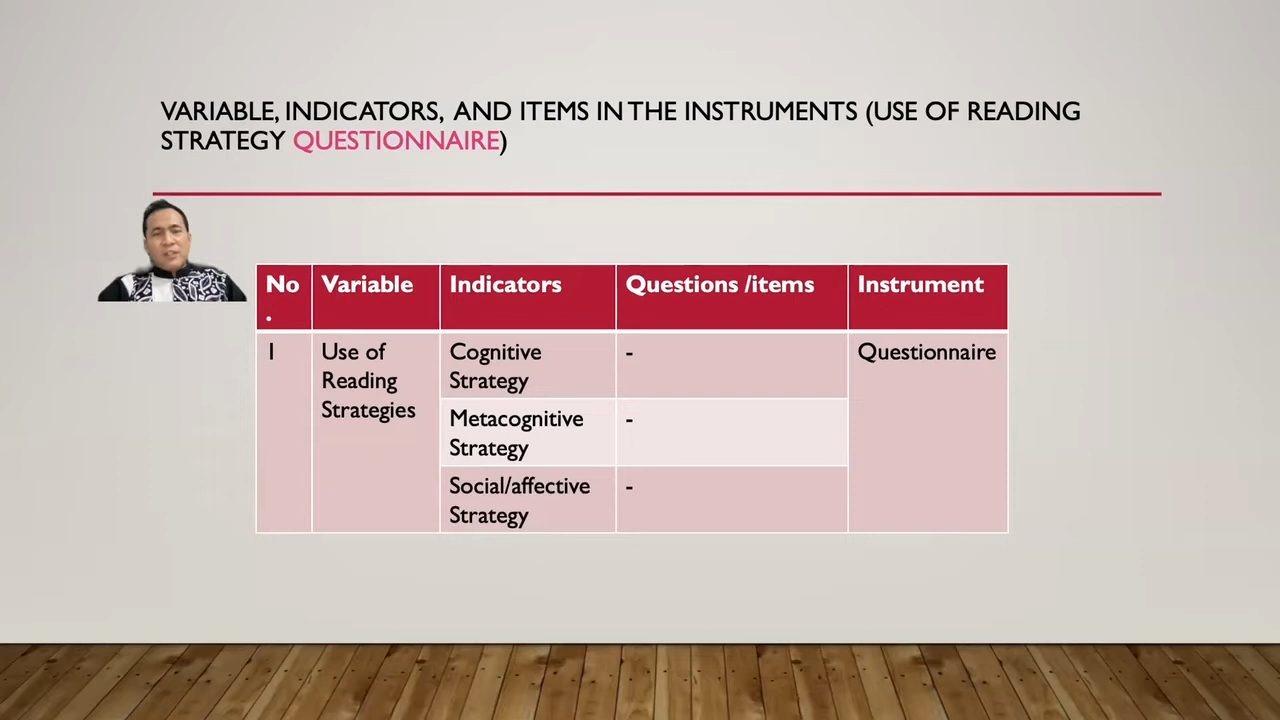 VARIABLE, INDICATORS, AND ITEMS IN THE INSTRUMENTS (USE OF READING
STRATEGY QUESTIONNAIRE)
No
.
Variable
Indicators
Questions /items
Instrument
1
Use of
Reading
Strategies
Cognitive
Strategy
-
Questionnaire
Metacognitive
Strategy
-
Social/affective
Strategy
-